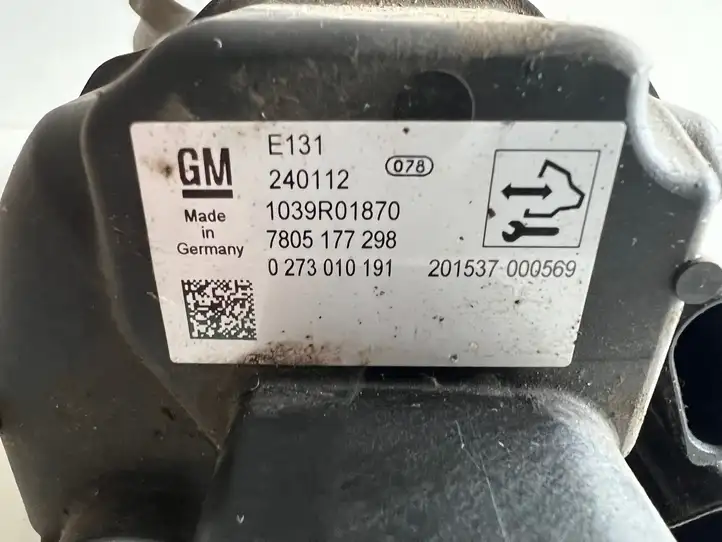 GM
Made
in
Germany
E131
078
240112
1039R01870
7805 177 298
0 273 010 191 201537 000569